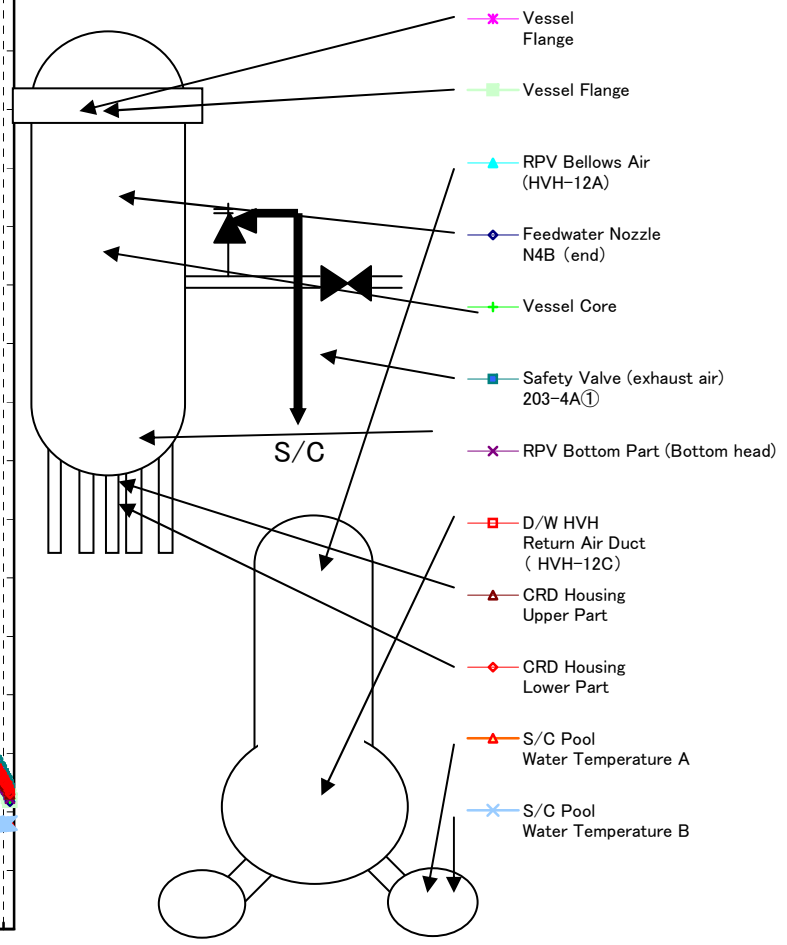 Vessel
Flange
Vessel Flange
RPV Bellows Air
(HVH-12A)
Feedwater Nozzle
N4B (end)
Vessel Core
Safety Valve (exhaust air)
203-4A①
S/C
RPV Bottom Part (Bottom head)
D/W HVH
Return Air Duct
( HVH-12C)
CRD Housing
Upper Part
CRD Housing
Lower Part
S/C Pool
Water Temperature A
S/C Pool
Water Temperature B